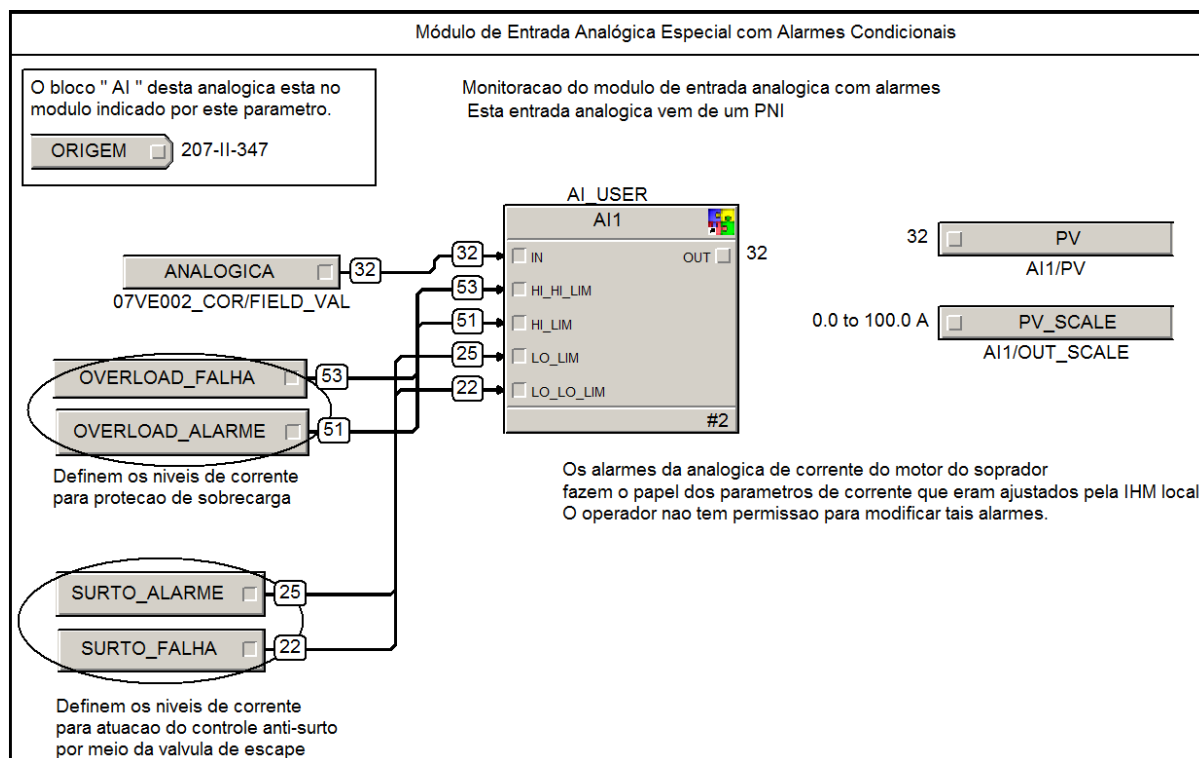 Módulo de Entrada Analógica Especial com Alarmes Condicionais
O bloco " AI " desta analogica esta no
modulo indicado por este parametro.
ORIGEM
207-II-347
Monitoracao do modulo de entrada analogica com alarmes
Esta entrada analogica vem de um PNI
AI_USER
AI1
IN
OUT
32
HI_HI_LIM
HI_LIM
LO_LIM
LO_LO_LIM
#2
32
53
51
25
22
ANALOGICA
32
07VE002_COR/FIELD_VAL
OVERLOAD_FALHA
53
OVERLOAD_ALARME
51
Definem os niveis de corrente
para protecao de sobrecarga
32
PV
AI1/PV
0.0 to 100.0 A
PV_SCALE
AI1/OUT_SCALE
Os alarmes da analogica de corrente do motor do soprador
fazem o papel dos parametros de corrente que eram ajustados pela IHM local
O operador nao tem permissao para modificar tais alarmes.
SURTO_ALARME
25
SURTO_FALHA
22
Definem os niveis de corrente
para atuacao do controle anti-surto
por meio da valvula de escape